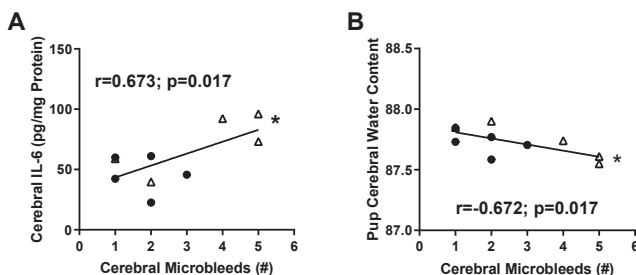 A
Cerebral IL-6 (pg/mg Protein)
150
100
50
0
r=0.673; p=0.017
*
0 1 2 3 4 5 6
Cerebral Microbleeds (#)
B
Pup Cerebral Water Content
88.5
88.0
87.5
87.0
*
r=-0.672; p=0.017
0 1 2 3 4 5 6
Cerebral Microbleeds (#)